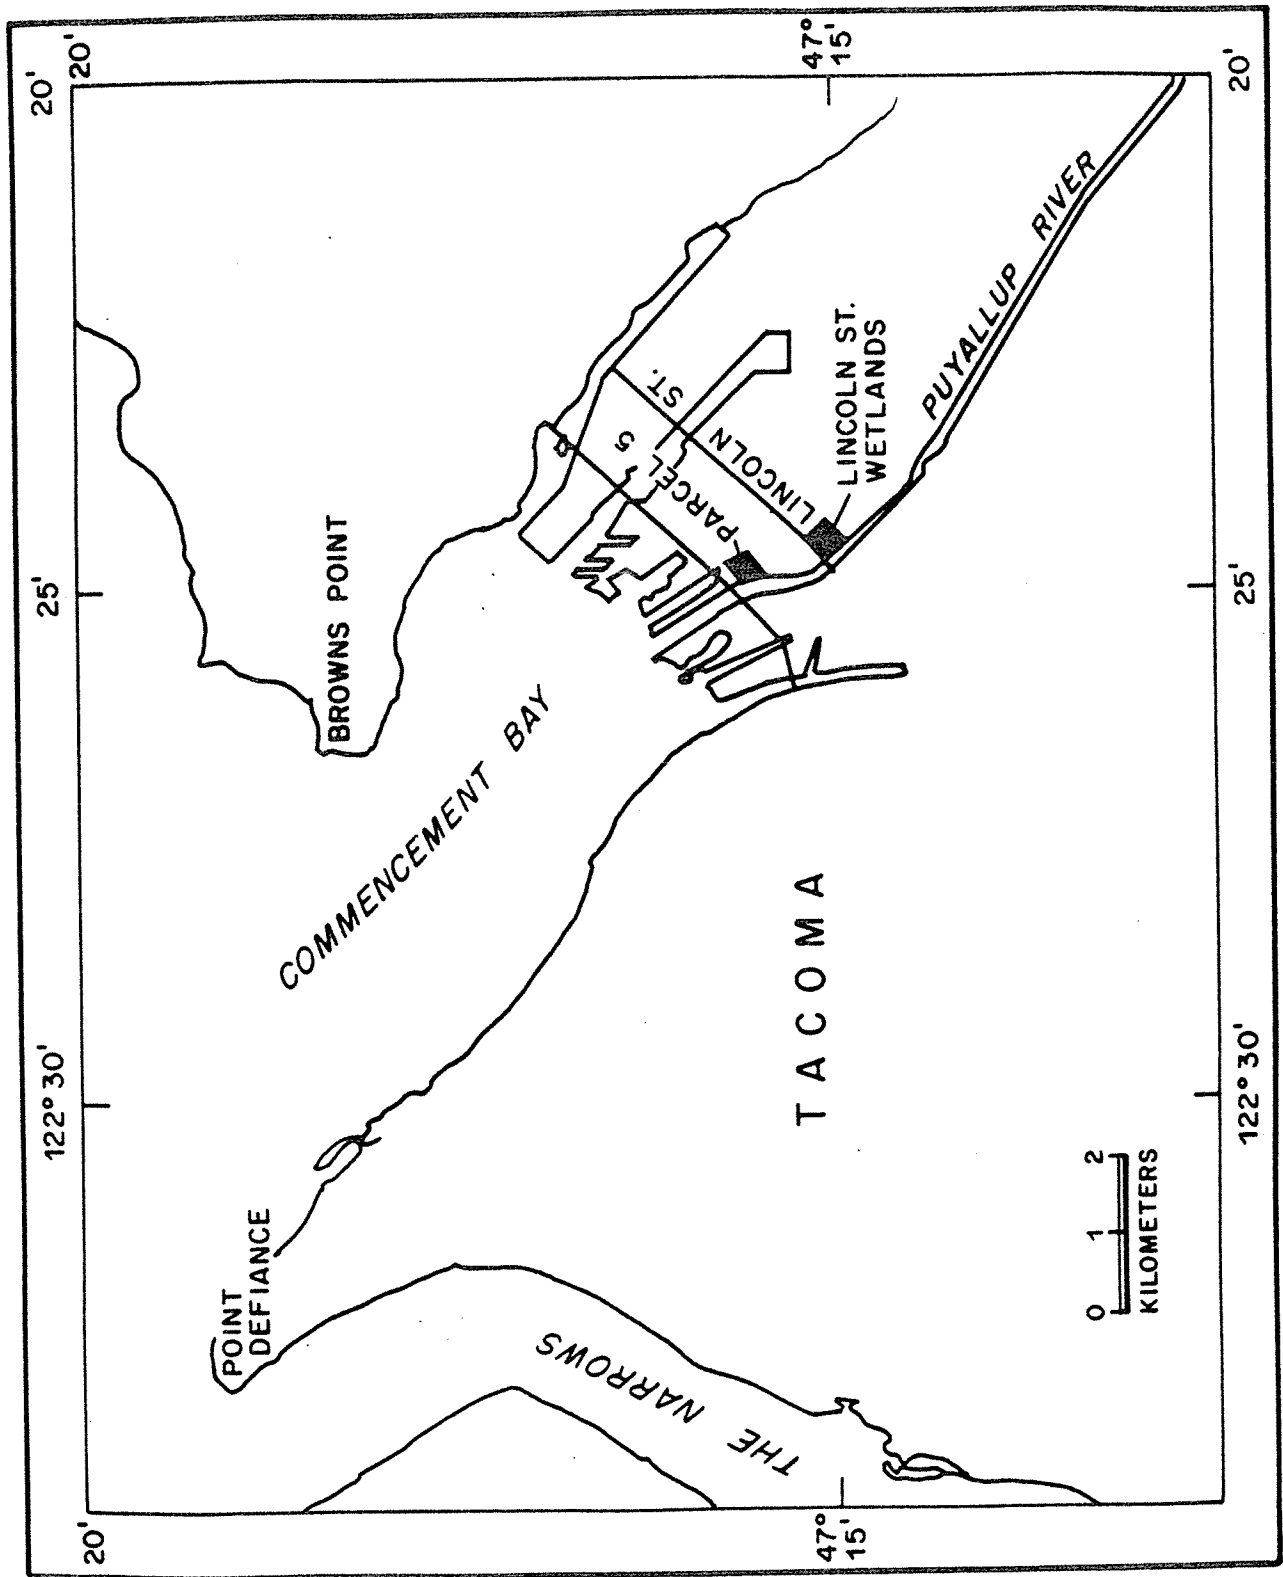 122° 30'
25'
20'
20'
20'
POINT
DEFIANCE
BROWNS POINT
COMMENCEMENT BAY
THE NARROWS
TACOMA
PARCEL 5
LINCOLN ST.
LINCOLN ST.
WETLANDS
PUYALLUP RIVER
47°
15'
47°
15'
0 1 2
KILOMETERS
122° 30'
25'
20'